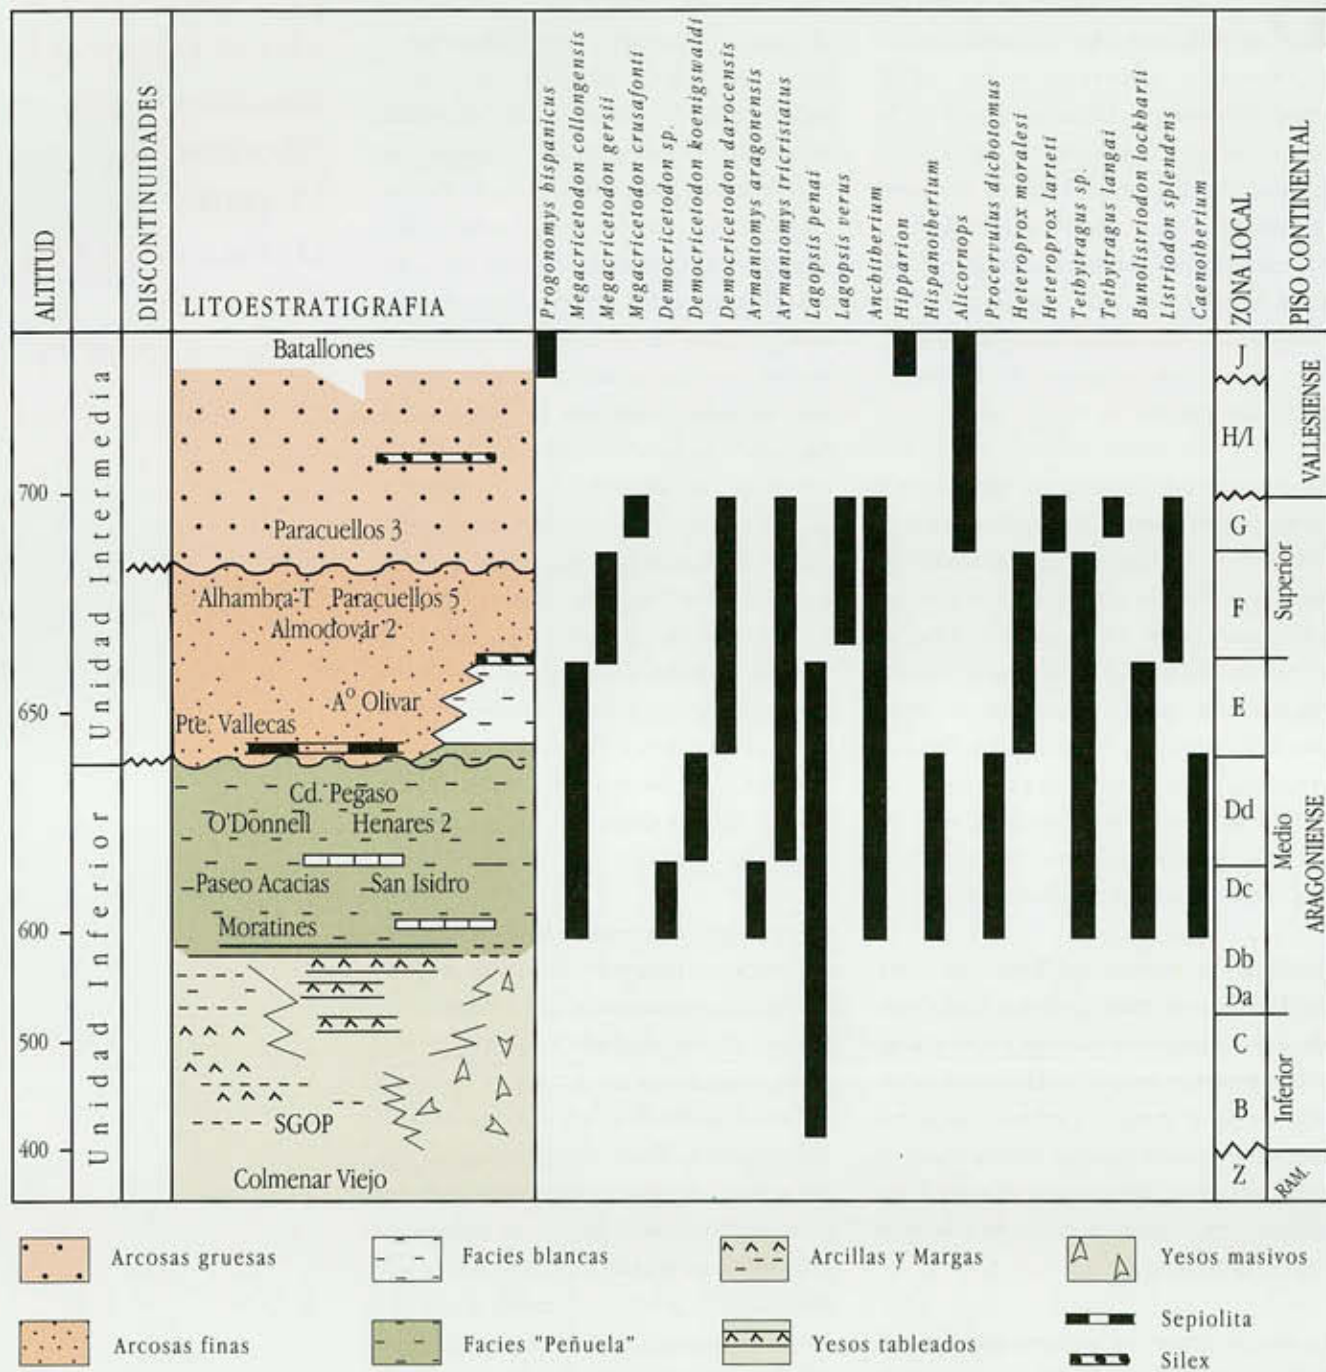 ALTITUD
DISCONTINUIDADES
LITOESTRATIGRAFIA
Progonomys bispanicus
Megacricetodon collongensis
Megacricetodon gersii
Megacricetodon crusafonti
Democricetodon sp.
Democricetodon koenigswaldi
Democricetodon darocensis
Armantomys aragonensis
Armantomys tricristatus
Lagopsis penai
Lagopsis verus
Anchitherium
Hipparion
Hispanotherium
Alicornops
Procervulus dichotomus
Heteroprox moralesi
Heteroprox larteti
Tethytragus sp.
Tethytragus langai
Bunolistriodon lockharti
Listriodon splendens
Caenotherium
ZONA LOCAL
PISO CONTINENTAL
700
650
600
500
400
Unidad Intermedia
Unidad Inferior
Batallones
Paracuellos 3
Alhambra-T Paracuellos 5
Almodovar 2
Aº Olivar
Pte. Vallecas
Cd. Pegaso
O'Donnell Henares 2
Paseo Acacias San Isidro
Moratines
SGOP
Colmenar Viejo
J
H/I
G
F
E
Dd
Dc
Db
Da
C
B
Z
Superior
Medio
Inferior
VALLESIENSE
ARAGONIENSE
RAM.
Arcosas gruesas
Facies blancas
Arcillas y Margas
Yesos masivos
Arcosas finas
Facies "Peñuela"
Yesos tableados
Sepiolita
Silex